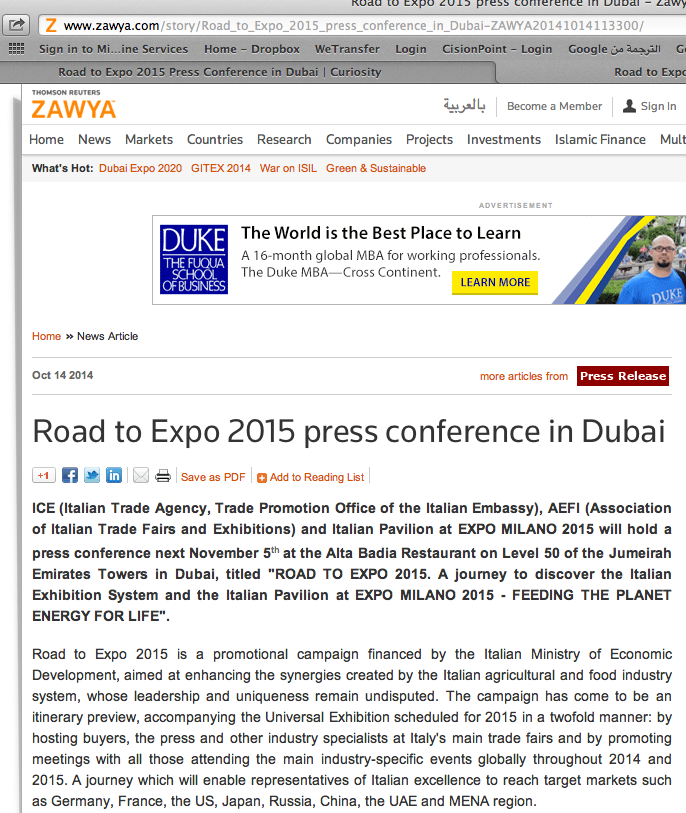 Road to Expo 2015 press conference in Dubai – Zawy
www.zawya.com/story/Road_to_Expo_2015_press_conference_in_Dubai-ZAWYA20141014113300/
Sign in to Mi...ine Services Home - Dropbox WeTransfer Login CisionPoint - Login الترجمة من Google
Road to Expo 2015 Press Conference in Dubai | Curiosity Road to Expo
THOMSON REUTERS
ZAWYA
بالعربية Become a Member Sign In
Home News Markets Countries Research Companies Projects Investments Islamic Finance Mult
What's Hot: Dubai Expo 2020 GITEX 2014 War on ISIL Green & Sustainable
ADVERTISEMENT
DUKE
THE FUQUA
SCHOOL
OF BUSINESS
The World is the Best Place to Learn
A 16-month global MBA for working professionals.
The Duke MBA—Cross Continent.
LEARN MORE
DUKE
Home » News Article
Oct 14 2014
more articles from Press Release
Road to Expo 2015 press conference in Dubai
+1 Save as PDF Add to Reading List
ICE (Italian Trade Agency, Trade Promotion Office of the Italian Embassy), AEFI (Association
of Italian Trade Fairs and Exhibitions) and Italian Pavilion at EXPO MILANO 2015 will hold a
press conference next November 5th at the Alta Badia Restaurant on Level 50 of the Jumeirah
Emirates Towers in Dubai, titled "ROAD TO EXPO 2015. A journey to discover the Italian
Exhibition System and the Italian Pavilion at EXPO MILANO 2015 - FEEDING THE PLANET
ENERGY FOR LIFE".
Road to Expo 2015 is a promotional campaign financed by the Italian Ministry of Economic
Development, aimed at enhancing the synergies created by the Italian agricultural and food industry
system, whose leadership and uniqueness remain undisputed. The campaign has come to be an
itinerary preview, accompanying the Universal Exhibition scheduled for 2015 in a twofold manner: by
hosting buyers, the press and other industry specialists at Italy's main trade fairs and by promoting
meetings with all those attending the main industry-specific events globally throughout 2014 and
2015. A journey which will enable representatives of Italian excellence to reach target markets such
as Germany, France, the US, Japan, Russia, China, the UAE and MENA region.